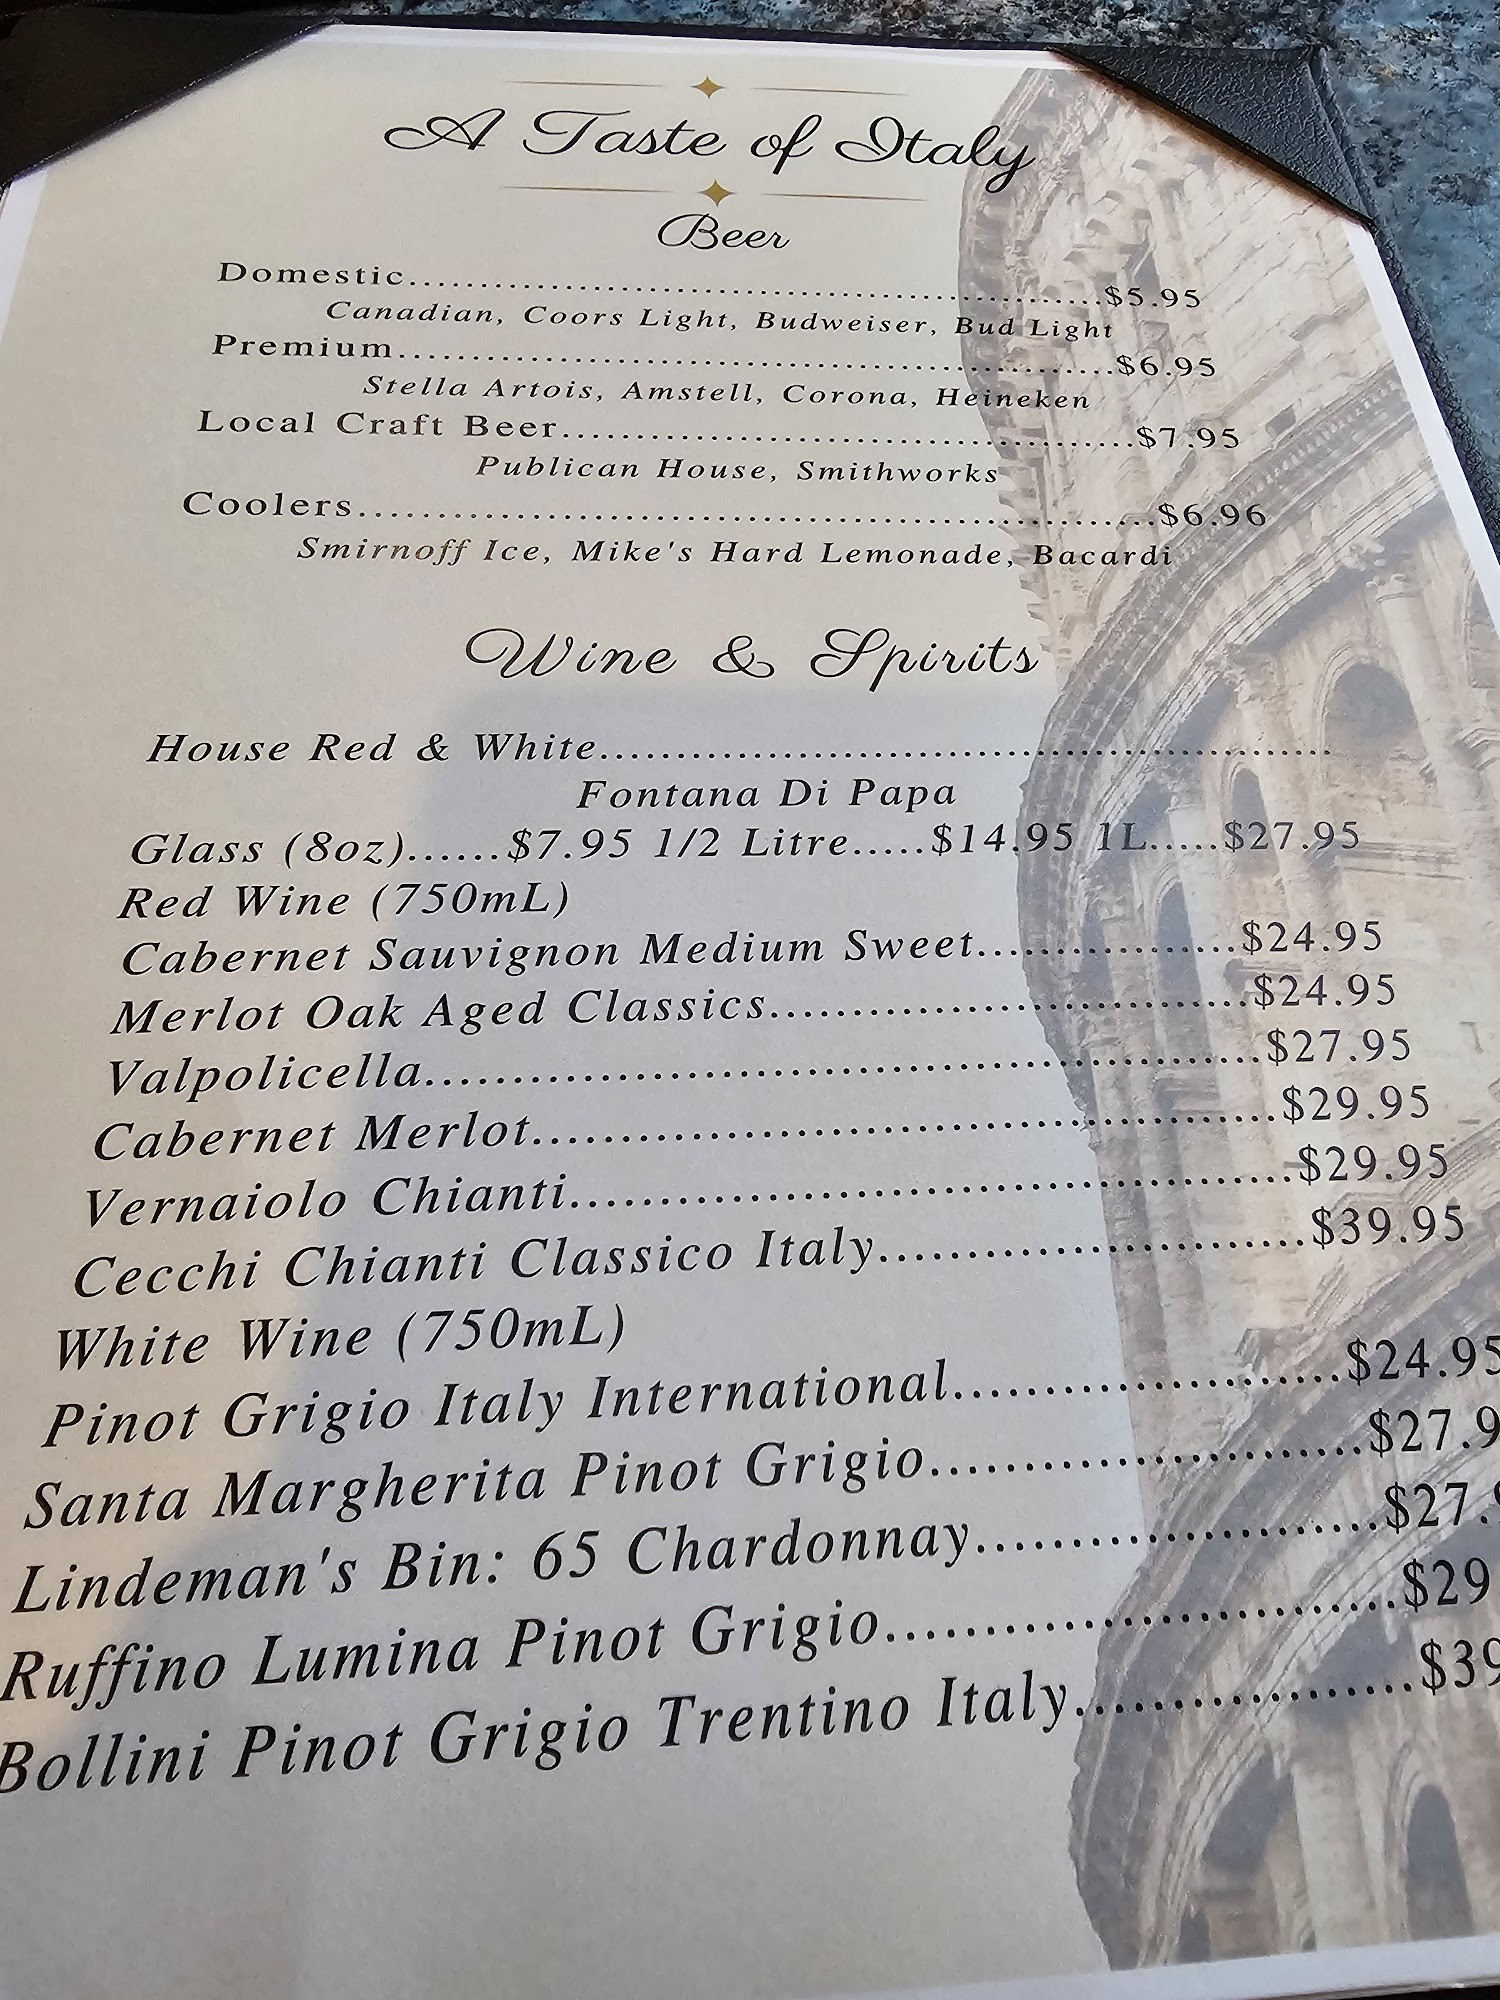 A Taste of Italy
Beer
Domestic..................................................$5.95
Canadian, Coors Light, Budweiser, Bud Light
Premium..................................................$6.95
Stella Artois, Amstell, Corona, Heineken
Local Craft Beer.......................................$7.95
Publican House, Smithworks
Coolers......................................................$6.96
Smirnoff Ice, Mike's Hard Lemonade, Bacardi
Wine & Spirits
House Red & White................................................
Fontana Di Papa
Glass (8oz)......$7.95 1/2 Litre.....$14.95 1L.....$27.95
Red Wine (750mL)
Cabernet Sauvignon Medium Sweet.................$24.95
Merlot Oak Aged Classics................................$24.95
Valpolicella.........................................................$27.95
Cabernet Merlot.................................................$29.95
Vernaiolo Chianti...............................................$29.95
Cecchi Chianti Classico Italy...........................$39.95
White Wine (750mL)
Pinot Grigio Italy International.......................$24.95
Santa Margherita Pinot Grigio.........................$27.9
Lindeman's Bin: 65 Chardonnay......................$27.
Ruffino Lumina Pinot Grigio............................$29
Bollini Pinot Grigio Trentino Italy...................$39